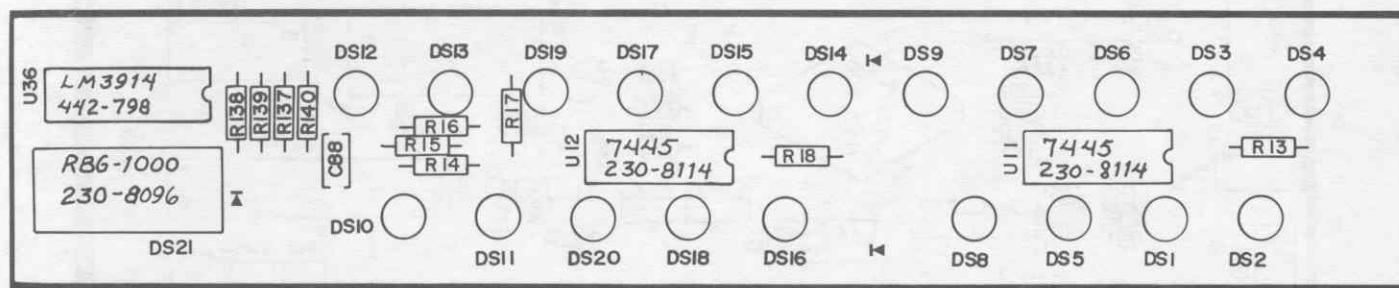 DS12 DS13 DS19 DS17 DS15 DS14 DS9 DS7 DS6 DS3 DS4
U36
LM3914
442-798
R138
R139
R137
R140
R17
R16
R15
R14
C88
U12
7445
230-8114
R18
U11
7445
230-8114
R13
RBG-1000
230-8096
DS21
DS10
DS11 DS20 DS18 DS16 DS8 DS5 DS1 DS2